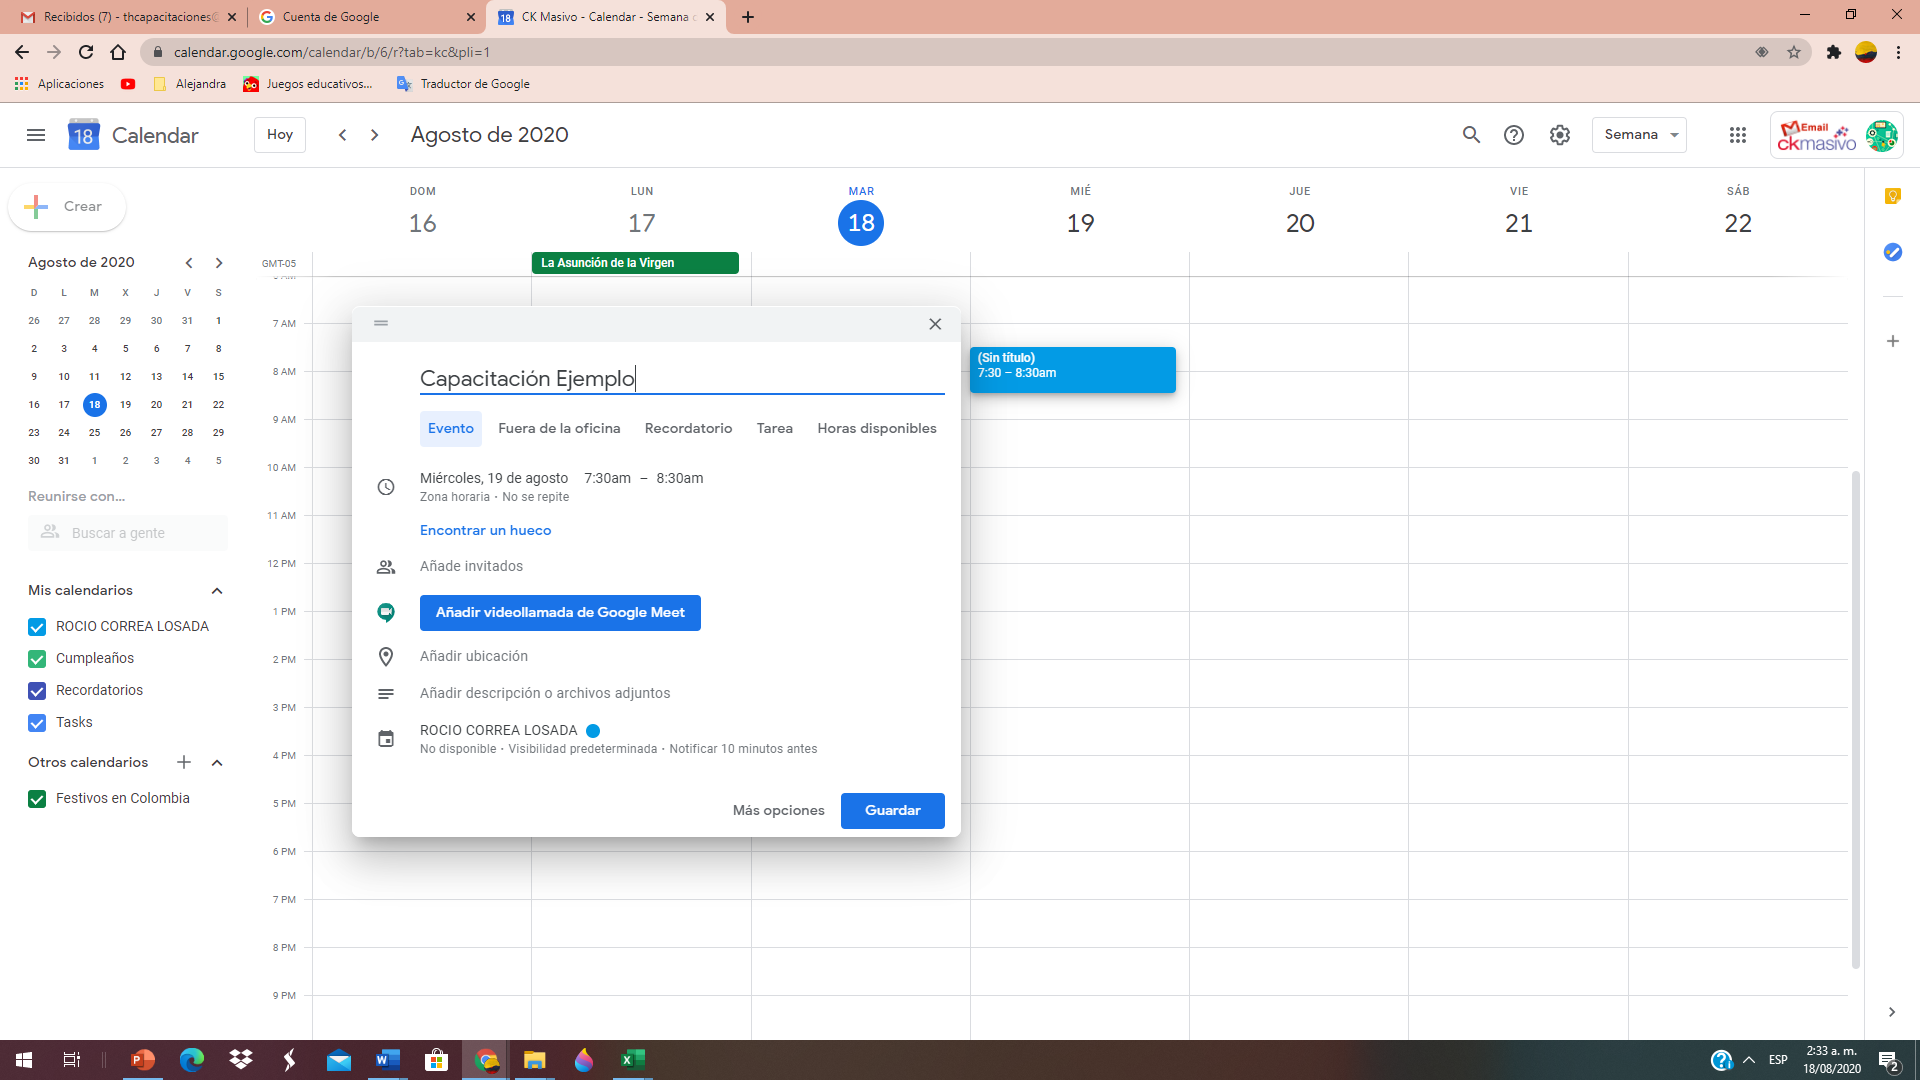 Recibidos (7) - thcapacitaciones@
Cuenta de Google
CK Masivo - Calendar - Semana
calendar.google.com/calendar/b/6/r?tab=kc&pli=1
Aplicaciones
Alejandra
Juegos educativos...
Traductor de Google
18
Calendar
Hoy
Agosto de 2020
Semana
Email
ckmasivo
Crear
DOM
LUN
MAR
MIÉ
JUE
VIE
SÁB
16
17
18
19
20
21
22
GMT-05
La Asunción de la Virgen
Agosto de 2020
D L M X J V S
26 27 28 29 30 31 1
2 3 4 5 6 7 8
9 10 11 12 13 14 15
16 17 18 19 20 21 22
23 24 25 26 27 28 29
30 31 1 2 3 4 5
Reunirse con...
Buscar a gente
Mis calendarios
ROCIO CORREA LOSADA
Cumpleaños
Recordatorios
Tasks
Otros calendarios
Festivos en Colombia
7 AM
8 AM
9 AM
10 AM
11 AM
12 PM
1 PM
2 PM
3 PM
4 PM
5 PM
6 PM
7 PM
8 PM
9 PM
(Sin título)
7:30 – 8:30am
Capacitación Ejemplo
Evento
Fuera de la oficina
Recordatorio
Tarea
Horas disponibles
Miércoles, 19 de agosto 7:30am – 8:30am
Zona horaria · No se repite
Encontrar un hueco
Añade invitados
Añadir videollamada de Google Meet
Añadir ubicación
Añadir descripción o archivos adjuntos
ROCIO CORREA LOSADA
No disponible · Visibilidad predeterminada · Notificar 10 minutos antes
Más opciones
Guardar
ESP
2:33 a. m.
18/08/2020
2